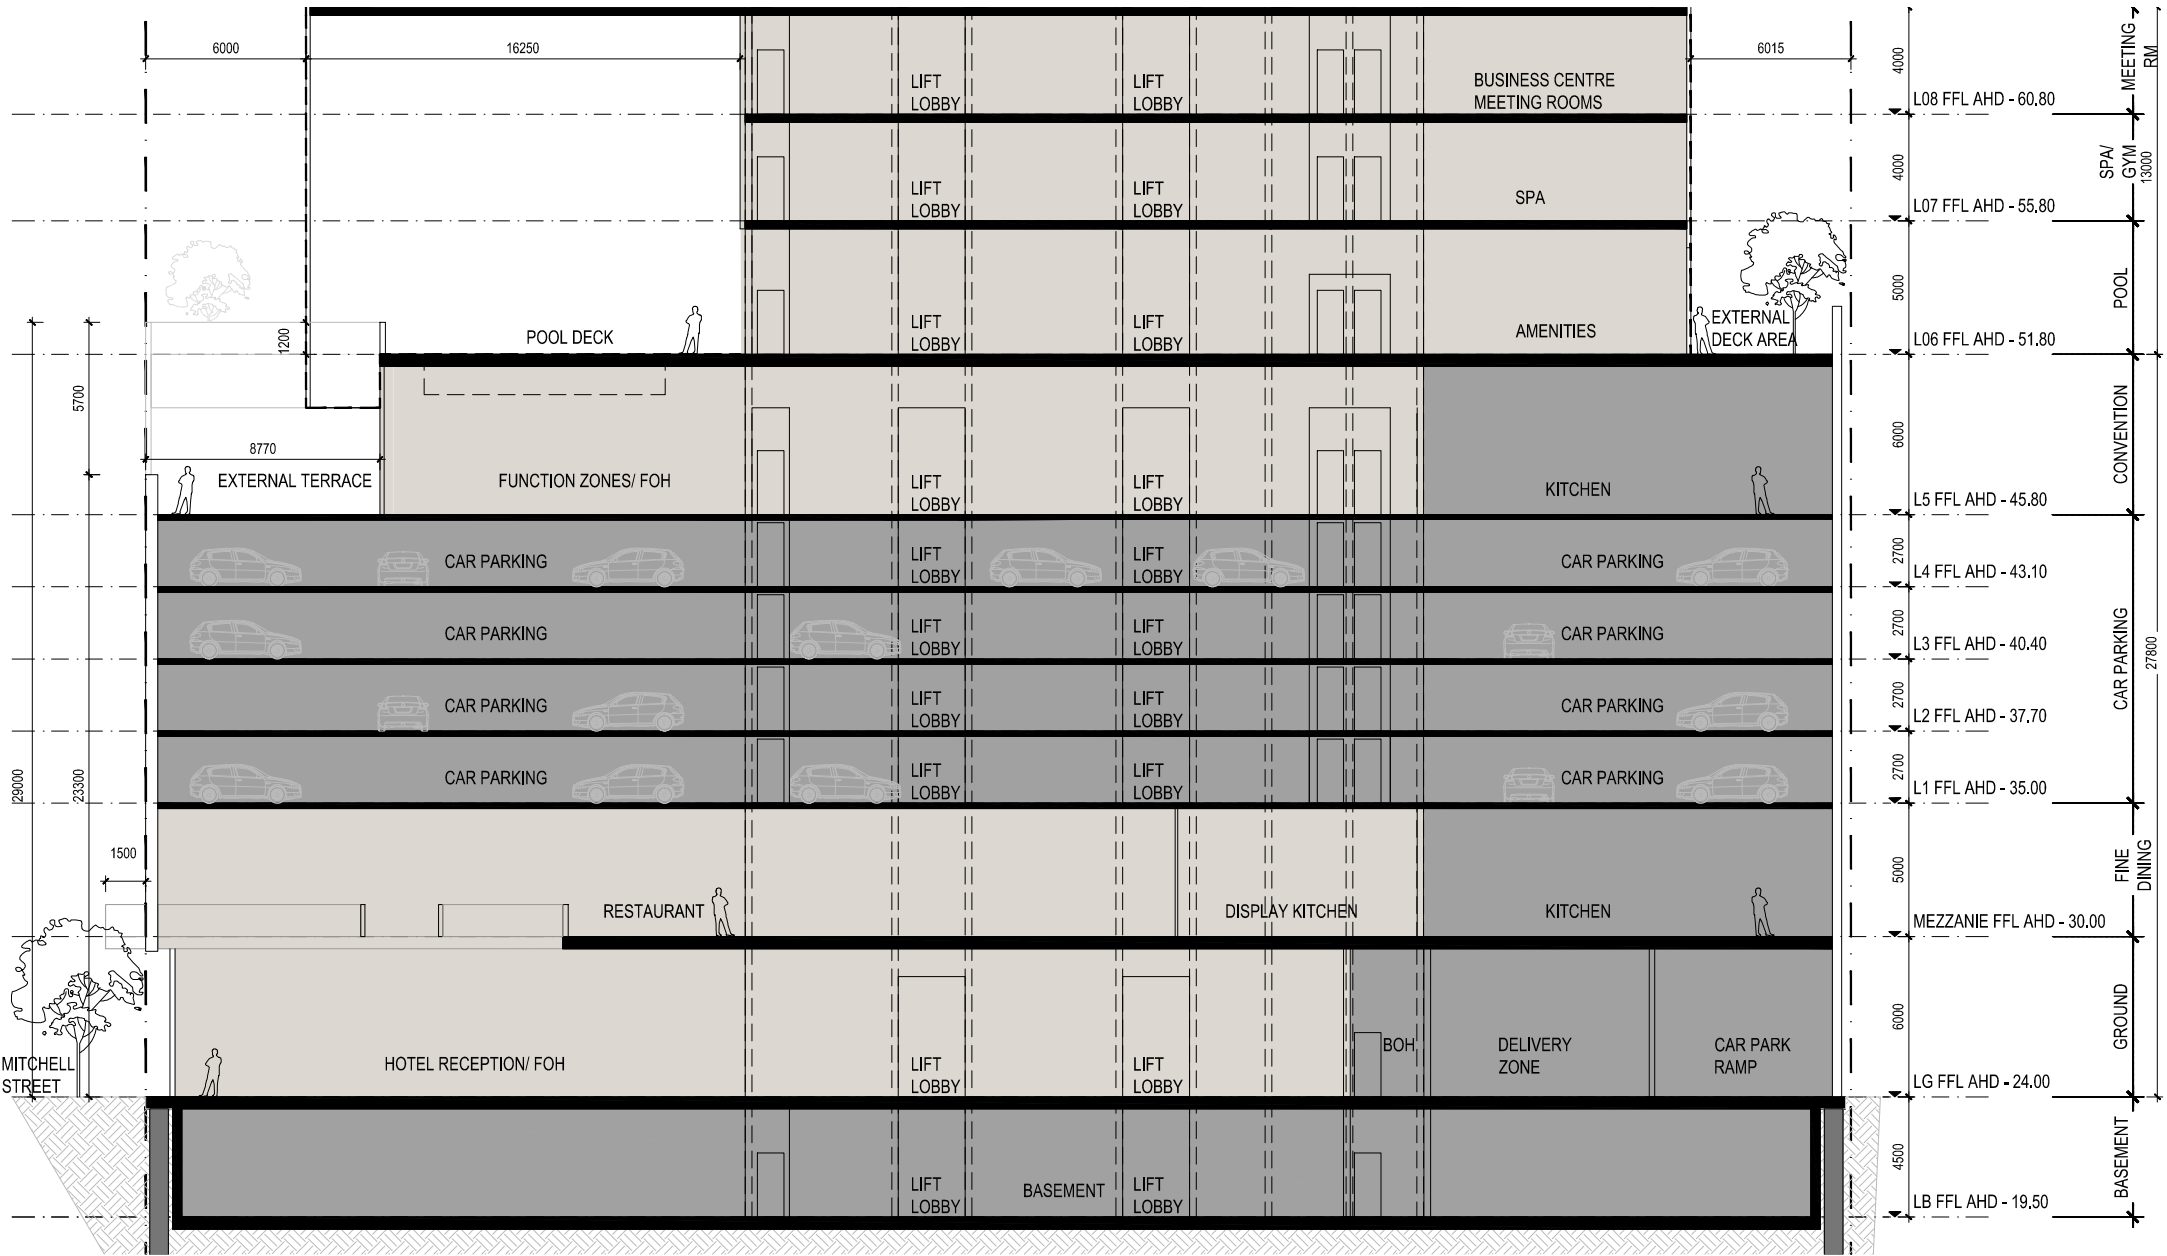 6000
16250
6015
4000
MEETING
RM
LIFT
LOBBY
LIFT
LOBBY
BUSINESS CENTRE
MEETING ROOMS
L08 FFL AHD - 60.80
4000
SPA/
GYM
13000
LIFT
LOBBY
LIFT
LOBBY
SPA
L07 FFL AHD - 55.80
5000
POOL
1200
POOL DECK
LIFT
LOBBY
LIFT
LOBBY
AMENITIES
EXTERNAL
DECK AREA
L06 FFL AHD - 51.80
5700
8770
EXTERNAL TERRACE
FUNCTION ZONES/ FOH
LIFT
LOBBY
LIFT
LOBBY
KITCHEN
6000
CONVENTION
L5 FFL AHD - 45.80
CAR PARKING
LIFT
LOBBY
LIFT
LOBBY
CAR PARKING
2700
L4 FFL AHD - 43.10
CAR PARKING
LIFT
LOBBY
LIFT
LOBBY
CAR PARKING
2700
L3 FFL AHD - 40.40
CAR PARKING
27800
CAR PARKING
LIFT
LOBBY
LIFT
LOBBY
CAR PARKING
2700
L2 FFL AHD - 37.70
29000
23300
CAR PARKING
LIFT
LOBBY
LIFT
LOBBY
CAR PARKING
2700
L1 FFL AHD - 35.00
1500
RESTAURANT
DISPLAY KITCHEN
KITCHEN
5000
FINE
DINING
MEZZANIE FFL AHD - 30.00
MITCHELL
STREET
HOTEL RECEPTION/ FOH
LIFT
LOBBY
LIFT
LOBBY
BOH
DELIVERY
ZONE
CAR PARK
RAMP
6000
GROUND
LG FFL AHD - 24.00
LIFT
LOBBY
BASEMENT
LIFT
LOBBY
4500
BASEMENT
LB FFL AHD - 19.50